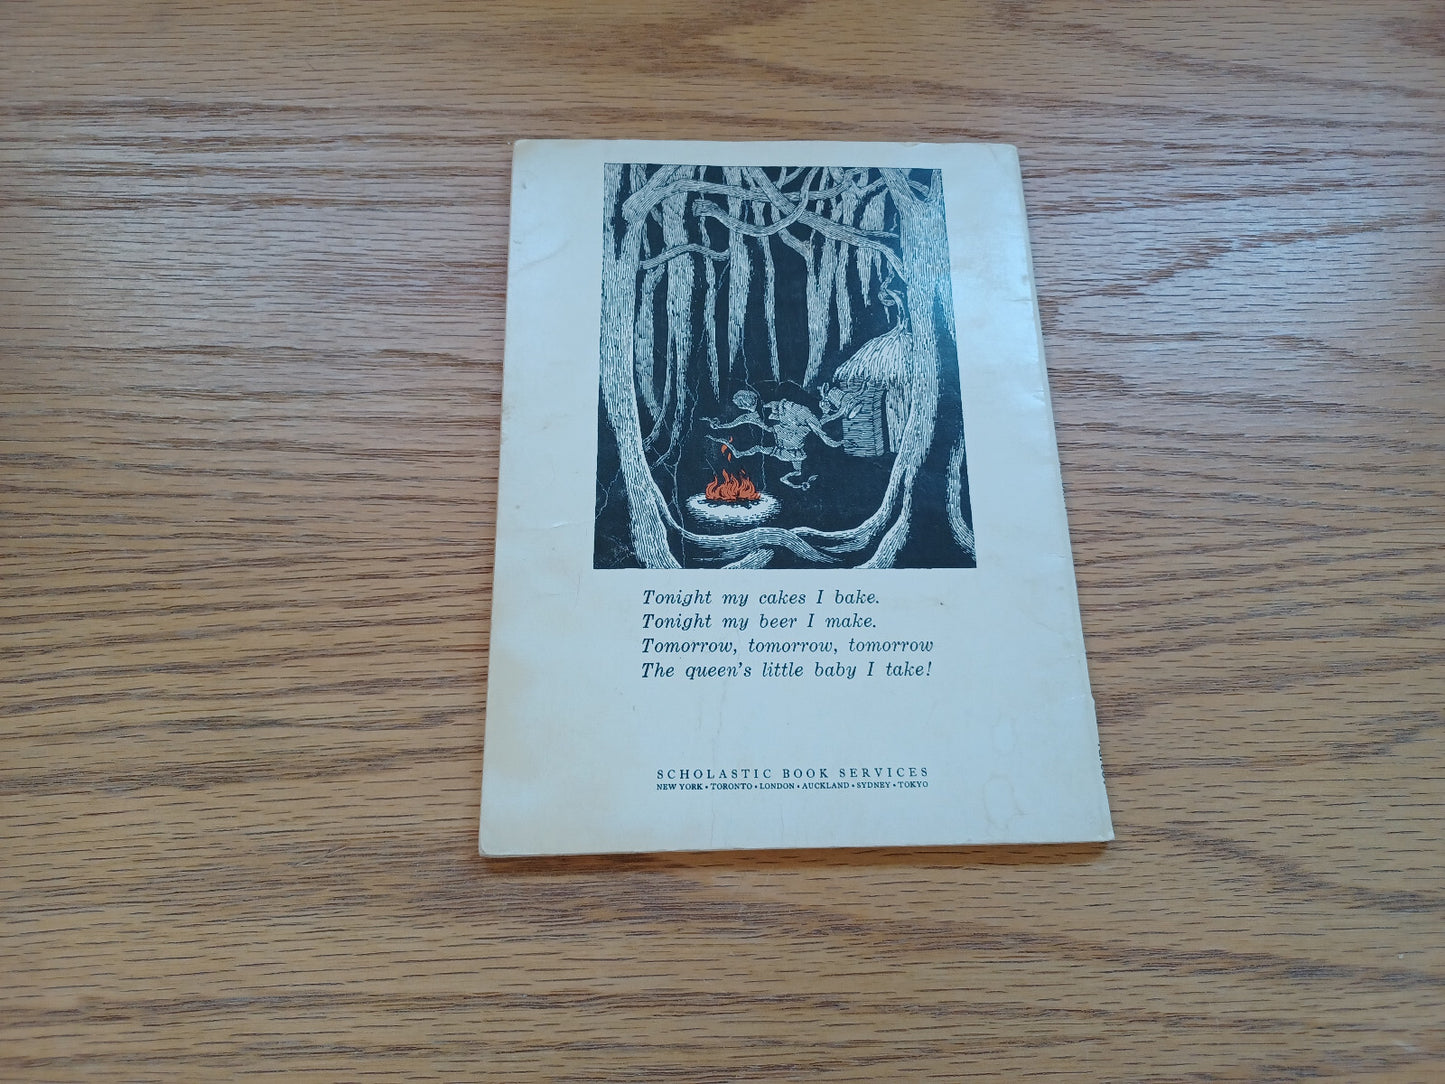 Tonight my cakes I bake.
Tonight my beer I make.
Tomorrow, tomorrow, tomorrow
The queen's little baby I take!
SCHOLASTIC BOOK SERVICES
NEW YORK • TORONTO • LONDON • AUCKLAND • SYDNEY • TOKYO